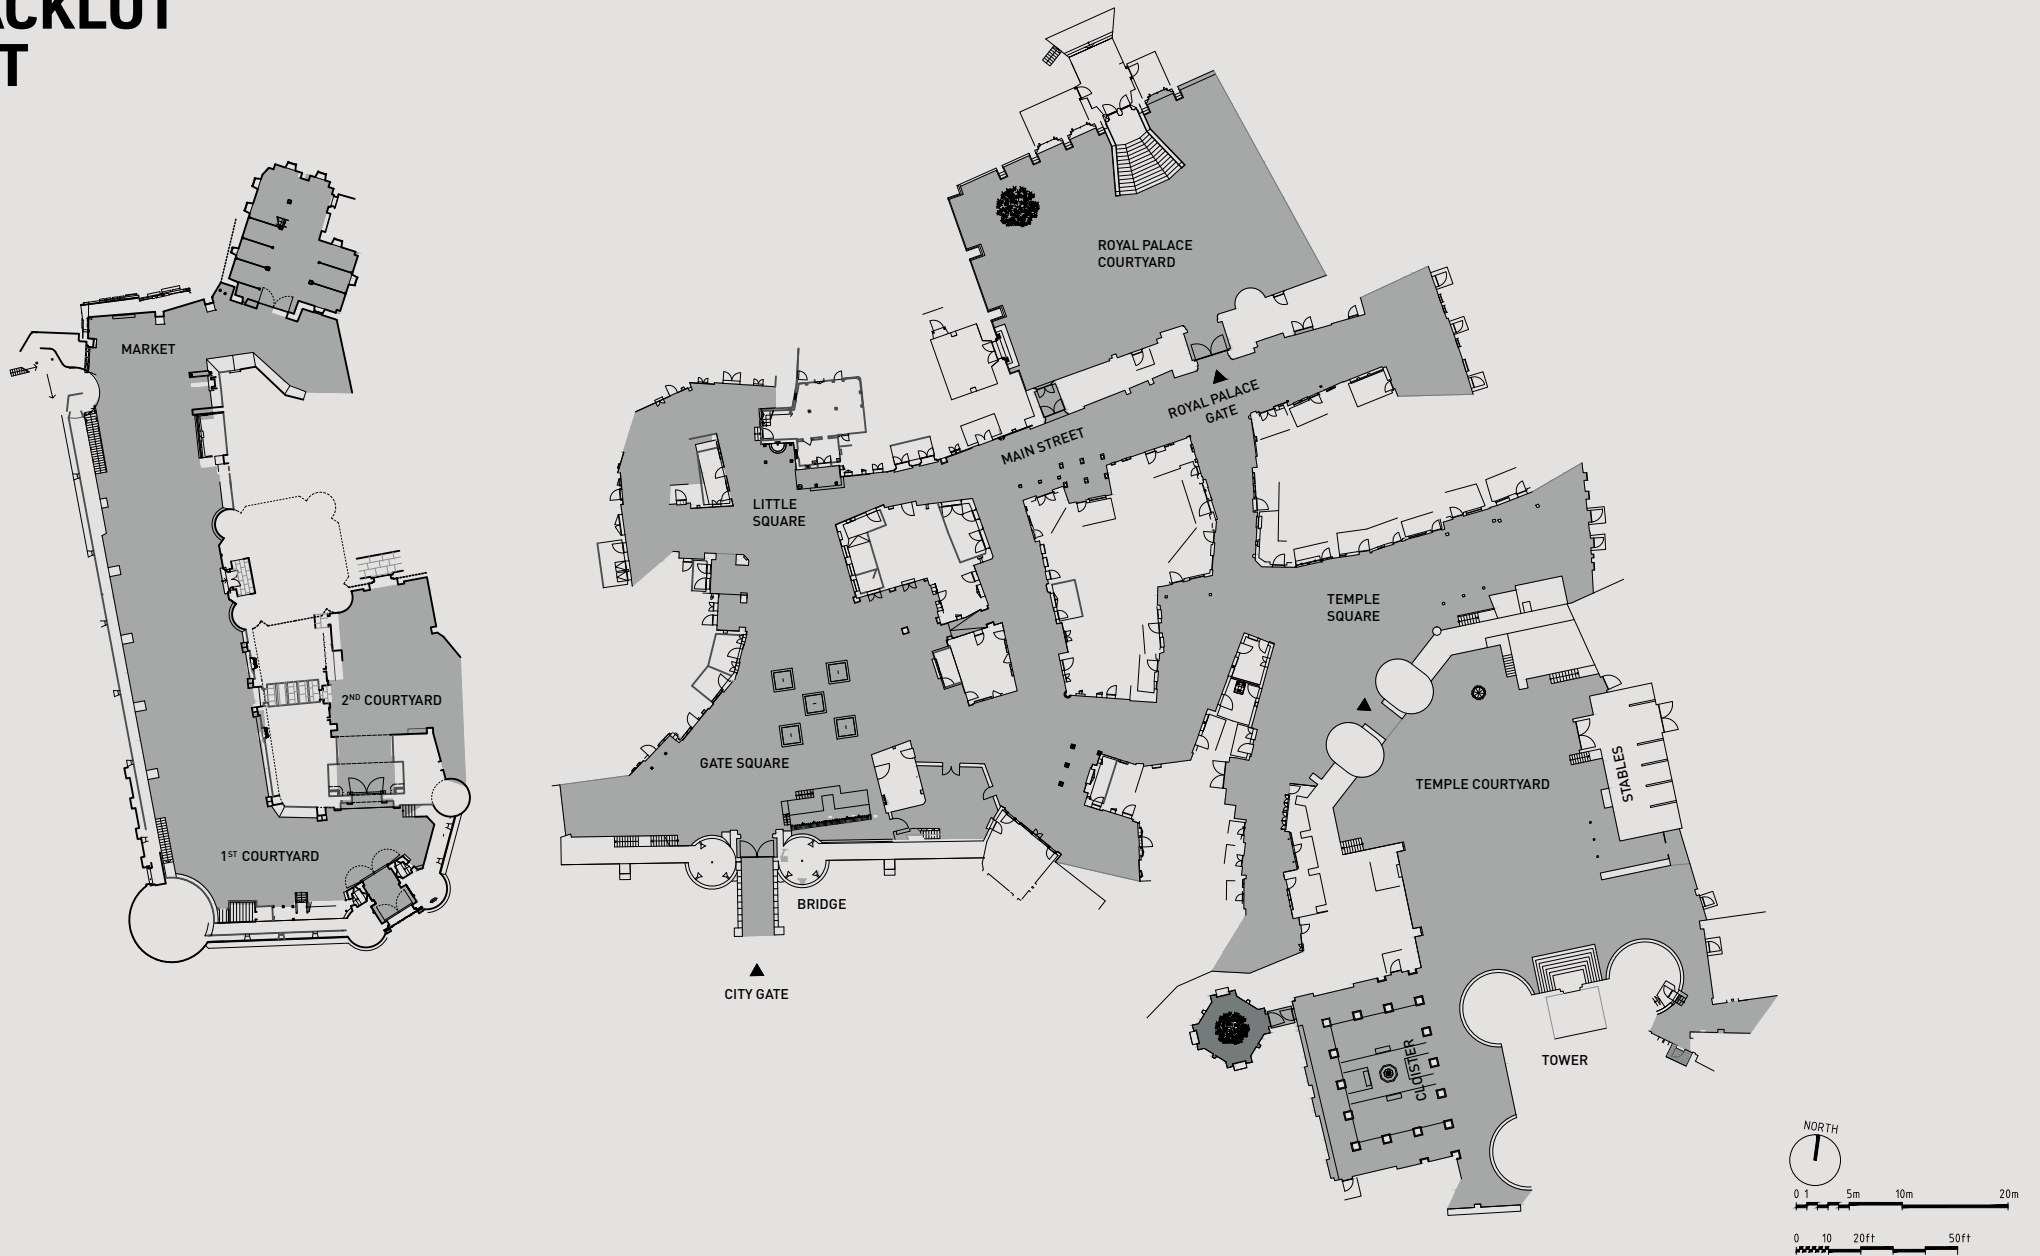 ACKLOT
T
ROYAL PALACE
COURTYARD
MARKET
ROYAL PALACE
GATE
MAIN STREET
LITTLE
SQUARE
TEMPLE
SQUARE
2ND COURTYARD
GATE SQUARE
STABLES
TEMPLE COURTYARD
1ST COURTYARD
BRIDGE
CITY GATE
TOWER
CLOISTER
NORTH
0 1 5m 10m 20m
0 10 20ft 50ft